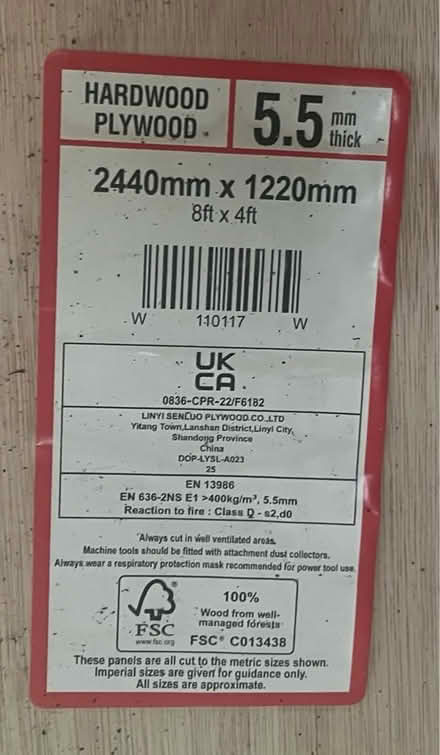 HARDWOOD
PLYWOOD
5.5 mm
thick
2440mm x 1220mm
8ft x 4ft
W 110117 W
UK
CA
0836-CPR-22/F6182
LINYI SENLUO PLYWOOD CO.,LTD
Yitang Town,Lanshan District,Linyi City,
Shandong Province
China
DOP-LYSL-A023
25
EN 13986
EN 636-2NS E1 >400kg/m³, 5.5mm
Reaction to fire : Class D - s2,d0
Always cut in well ventilated areas.
Machine tools should be fitted with attachment dust collectors.
Always wear a respiratory protection mask recommended for power tool use.
FSC®
www.fsc.org
100%
Wood from well-
managed forests
FSC® C013438
These panels are all cut to the metric sizes shown.
Imperial sizes are given for guidance only.
All sizes are approximate.